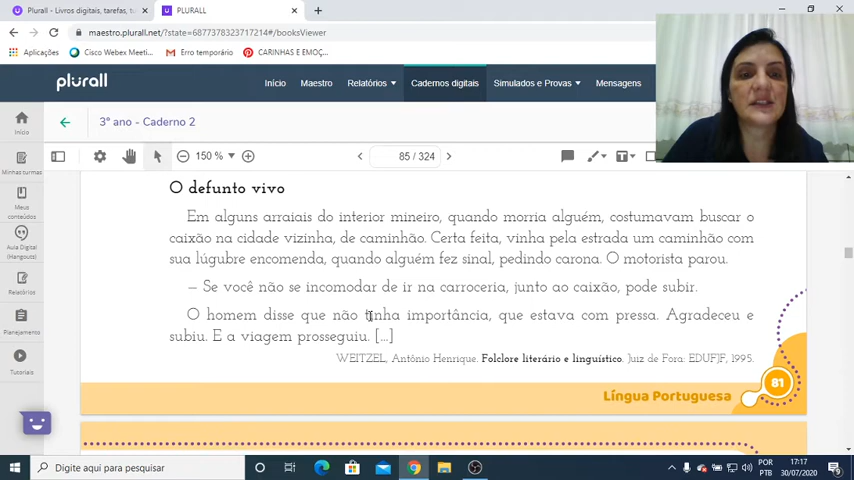 Plurall - Livros digitais, tarefas, tu
PLURALL
maestro.plurall.net/?state=6877378323717214#/booksViewer
Aplicações
Cisco Webex Meeti...
Erro temporário
CARINHAS E EMOÇ...
plurall
Início
Maestro
Relatórios
Cadernos digitais
Simulados e Provas
Mensagens
Início
3º ano - Caderno 2
Minhas turmas
150 %
85 / 324
Meus conteúdos
Aula Digital (Hangouts)
Relatórios
Planejamento
Tutoriais
O defunto vivo
Em alguns arraiais do interior mineiro, quando morria alguém, costumavam buscar o
caixão na cidade vizinha, de caminhão. Certa feita, vinha pela estrada um caminhão com
sua lúgubre encomenda, quando alguém fez sinal, pedindo carona. O motorista parou.
– Se você não se incomodar de ir na carroceria, junto ao caixão, pode subir.
O homem disse que não tinha importância, que estava com pressa. Agradeceu e
subiu. E a viagem prosseguiu. [...]
WEITZEL, Antônio Henrique. Folclore literário e linguístico. Juiz de Fora: EDUFJF, 1995.
81
Língua Portuguesa
Digite aqui para pesquisar
POR
PTB
17:17
30/07/2020